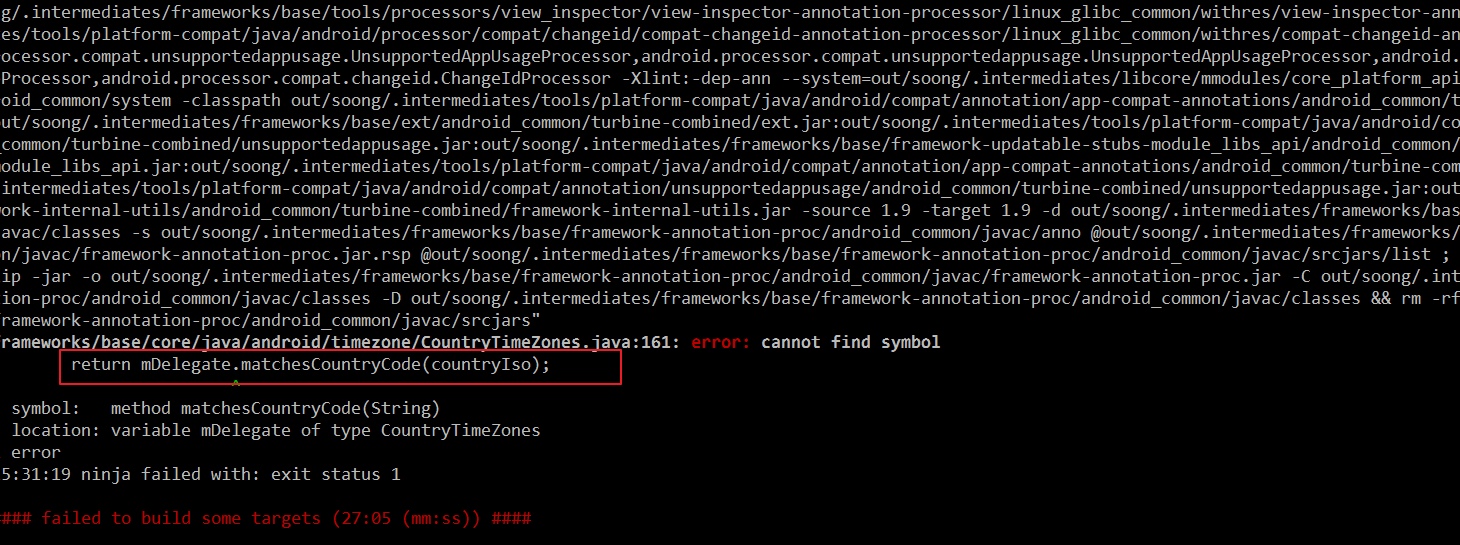 g/.intermediates/frameworks/base/tools/processors/view_inspector/view-inspector-annotation-processor/linux_glibc_common/withres/view-inspector-ann
es/tools/platform-compat/java/android/processor/compat/changeid/compat-changeid-annotation-processor/linux_glibc_common/withres/compat-changeid-an
ocessor.compat.unsupportedappusage.UnsupportedAppUsageProcessor,android.processor.compat.unsupportedappusage.UnsupportedAppUsageProcessor,android.
Processor,android.processor.compat.changeid.ChangeIdProcessor -Xlint:-dep-ann --system=out/soong/.intermediates/libcore/mmodules/core_platform_api
roid_common/system -classpath out/soong/.intermediates/tools/platform-compat/java/android/compat/annotation/app-compat-annotations/android_common/t
out/soong/.intermediates/frameworks/base/ext/android_common/turbine-combined/ext.jar:out/soong/.intermediates/tools/platform-compat/java/android/co
_common/turbine-combined/unsupportedappusage.jar:out/soong/.intermediates/frameworks/base/framework-updatable-stubs-module_libs_api/android_common/
odule_libs_api.jar:out/soong/.intermediates/tools/platform-compat/java/android/compat/annotation/app-compat-annotations/android_common/turbine-com
.intermediates/tools/platform-compat/java/android/compat/annotation/unsupportedappusage/android_common/turbine-combined/unsupportedappusage.jar:out
work-internal-utils/android_common/turbine-combined/framework-internal-utils.jar -source 1.9 -target 1.9 -d out/soong/.intermediates/frameworks/bas
avac/classes -s out/soong/.intermediates/frameworks/base/framework-annotation-proc/android_common/javac/anno @out/soong/.intermediates/frameworks/
on/javac/framework-annotation-proc.jar.rsp @out/soong/.intermediates/frameworks/base/framework-annotation-proc/android_common/javac/srcjars/list ;
ip -jar -o out/soong/.intermediates/frameworks/base/framework-annotation-proc/android_common/javac/framework-annotation-proc.jar -C out/soong/.int
tion-proc/android_common/javac/classes -D out/soong/.intermediates/frameworks/base/framework-annotation-proc/android_common/javac/classes && rm -rf
framework-annotation-proc/android_common/javac/srcjars"
frameworks/base/core/java/android/timezone/CountryTimeZones.java:161: error: cannot find symbol
return mDelegate.matchesCountryCode(countryIso);
^
symbol: method matchesCountryCode(String)
location: variable mDelegate of type CountryTimeZones
error
5:31:19 ninja failed with: exit status 1
### failed to build some targets (27:05 (mm:ss)) ####